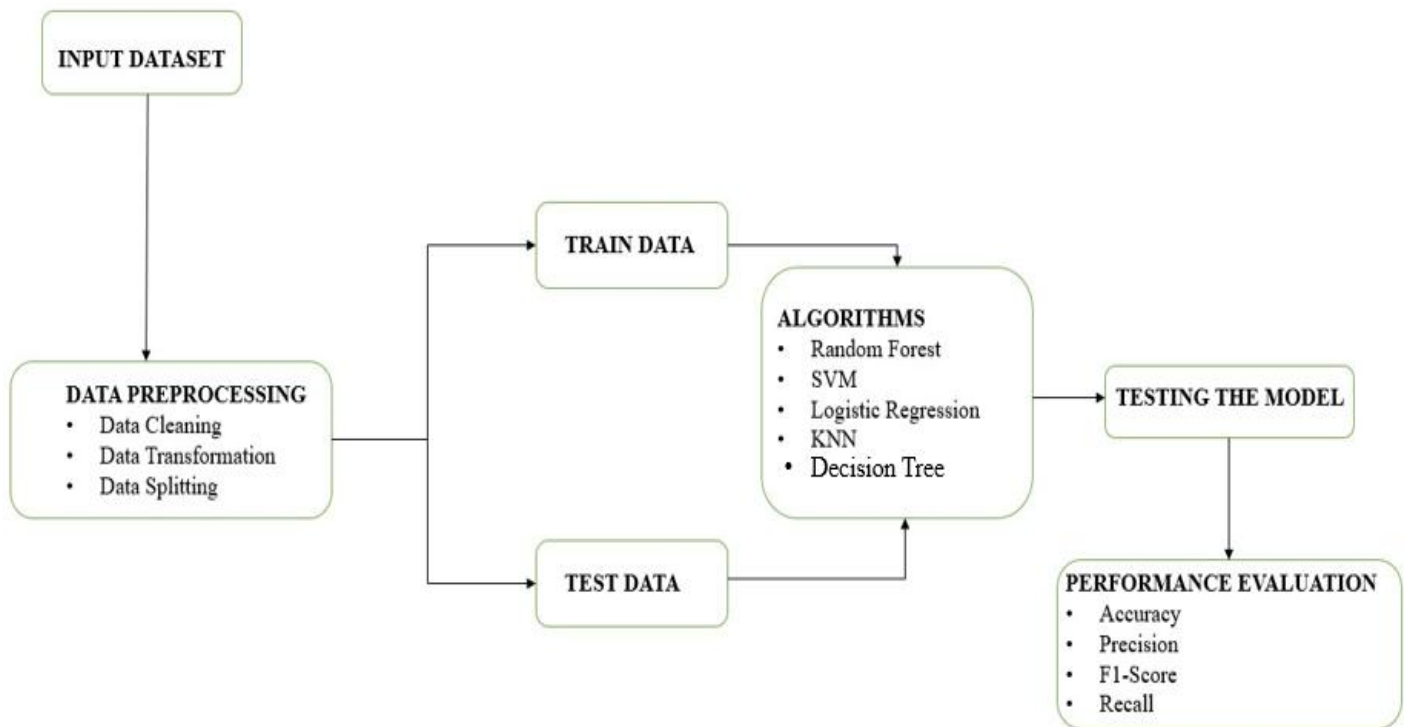 INPUT DATASET
DATA PREPROCESSING
• Data Cleaning
• Data Transformation
• Data Splitting
TRAIN DATA
TEST DATA
ALGORITHMS
• Random Forest
• SVM
• Logistic Regression
• KNN
• Decision Tree
TESTING THE MODEL
PERFORMANCE EVALUATION
• Accuracy
• Precision
• F1-Score
• Recall